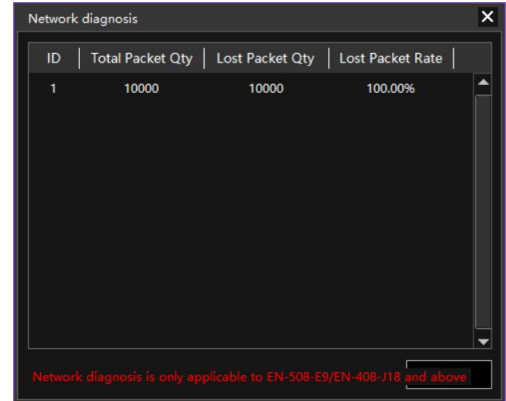 Network diagnosis
ID Total Packet Qty Lost Packet Qty Lost Packet Rate
1 10000 10000 100.00%
Network diagnosis is only applicable to EN-508-E9/EN-408-J18 and above